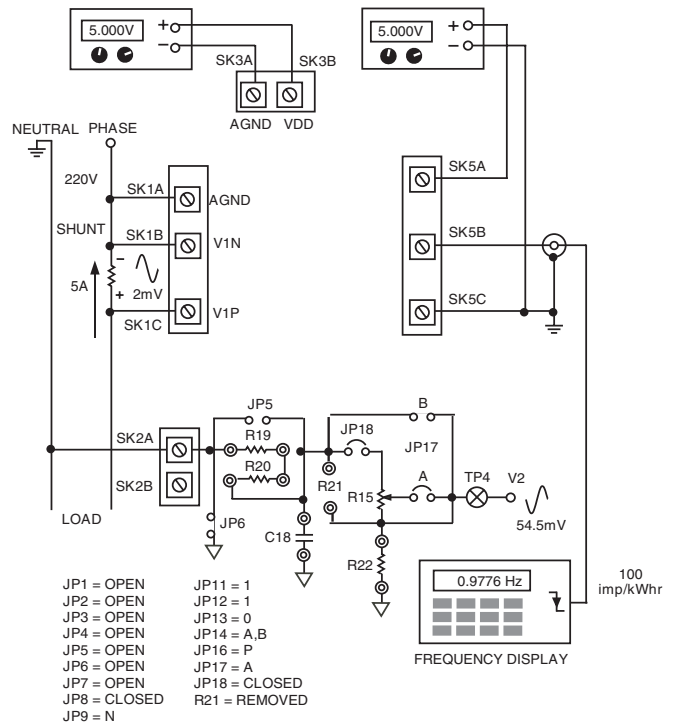 5.000V
+
−
SK3A
SK3B
AGND
VDD
5.000V
+
−
NEUTRAL
PHASE
220V
SK1A
AGND
SHUNT
SK1B
V1N
−
5A
+
2mV
V1P
SK1C
SK5A
SK5B
SK5C
JP5
B
SK2A
R19
JP18
JP17
R20
SK2B
R21
A
TP4
V2
R15
54.5mV
LOAD
JP6
C18
R22
0.9776 Hz
100
imp/kWhr
FREQUENCY DISPLAY
JP1 = OPEN
JP2 = OPEN
JP3 = OPEN
JP4 = OPEN
JP5 = OPEN
JP6 = OPEN
JP7 = OPEN
JP8 = CLOSED
JP9 = N
JP11 = 1
JP12 = 1
JP13 = 0
JP14 = A,B
JP16 = P
JP17 = A
JP18 = CLOSED
R21 = REMOVED